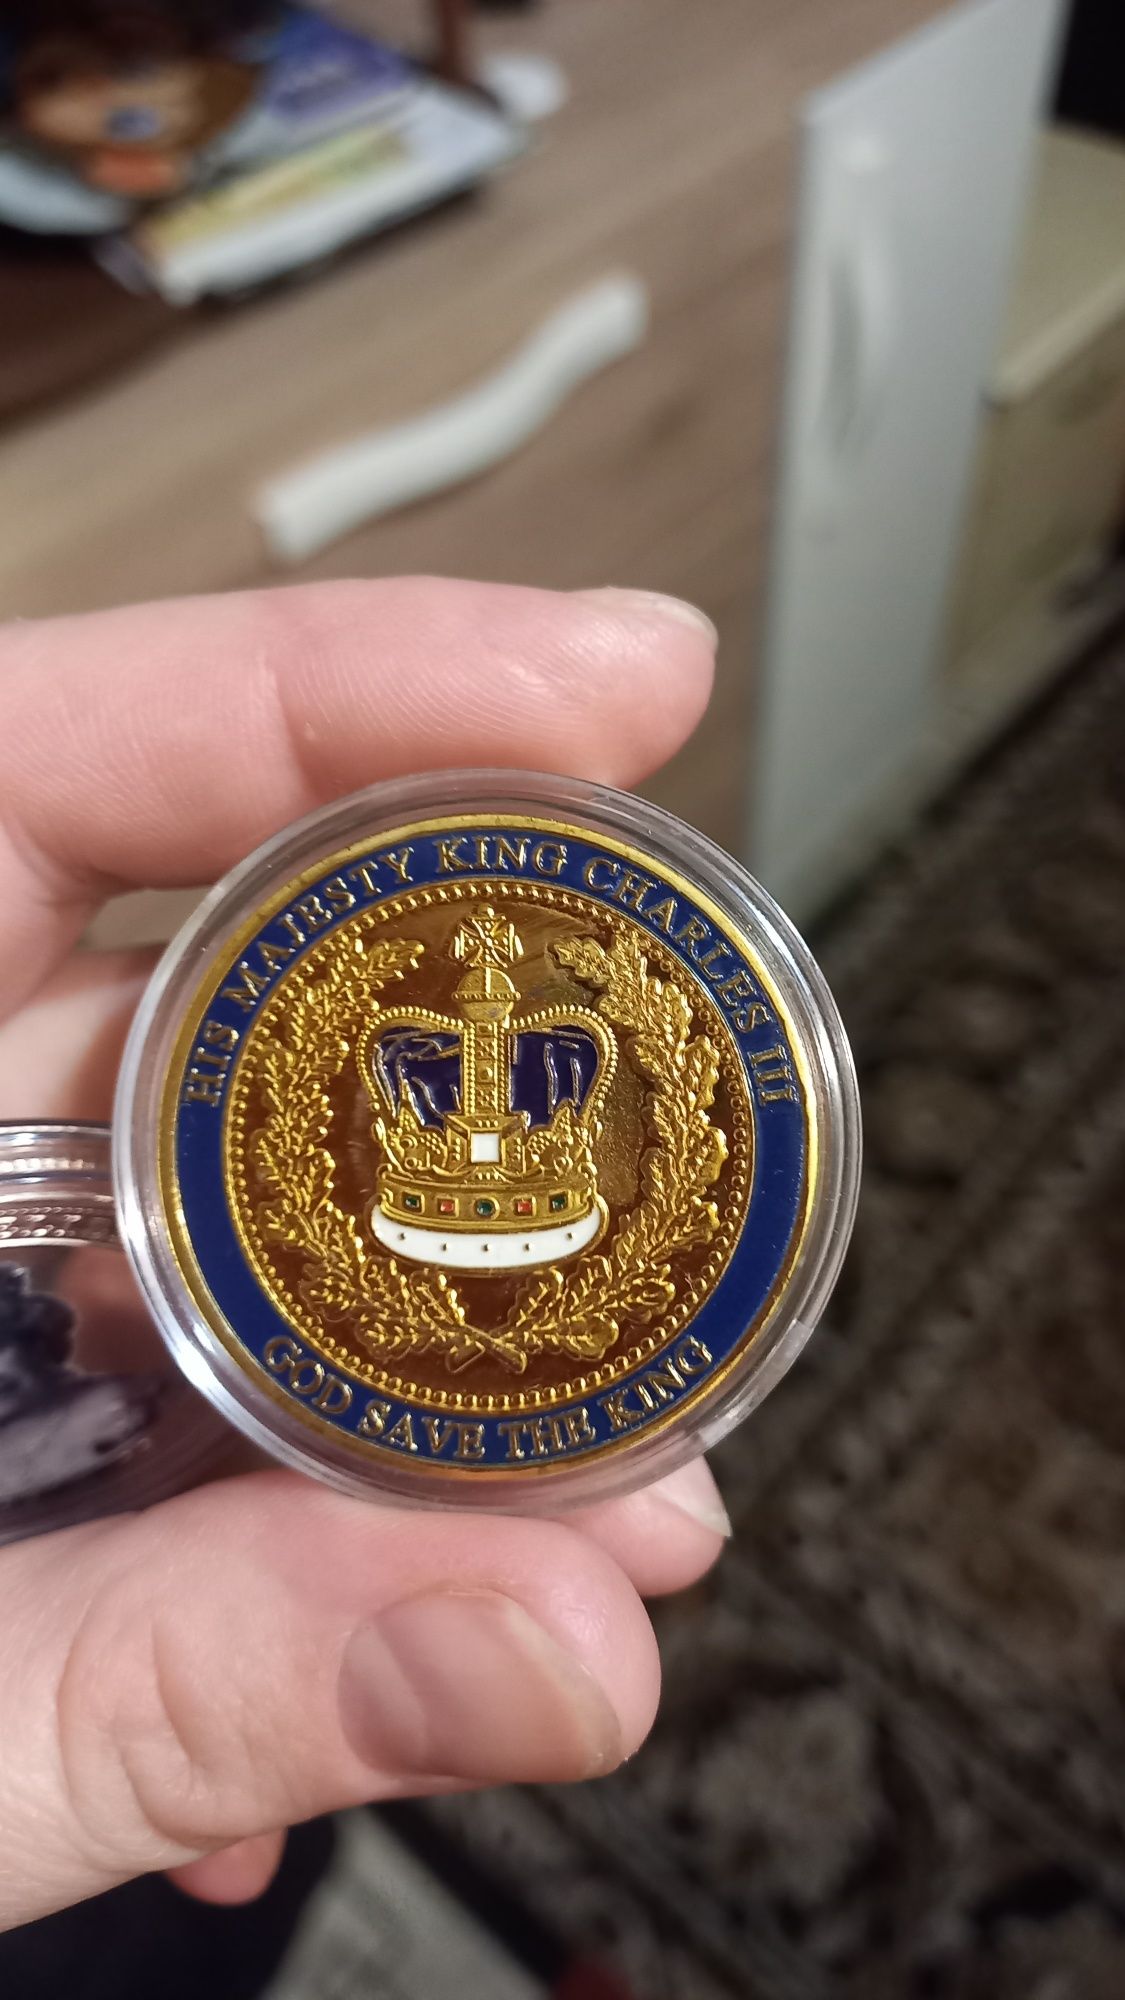 HIS MAJESTY KING CHARLES III
GOD SAVE THE KING